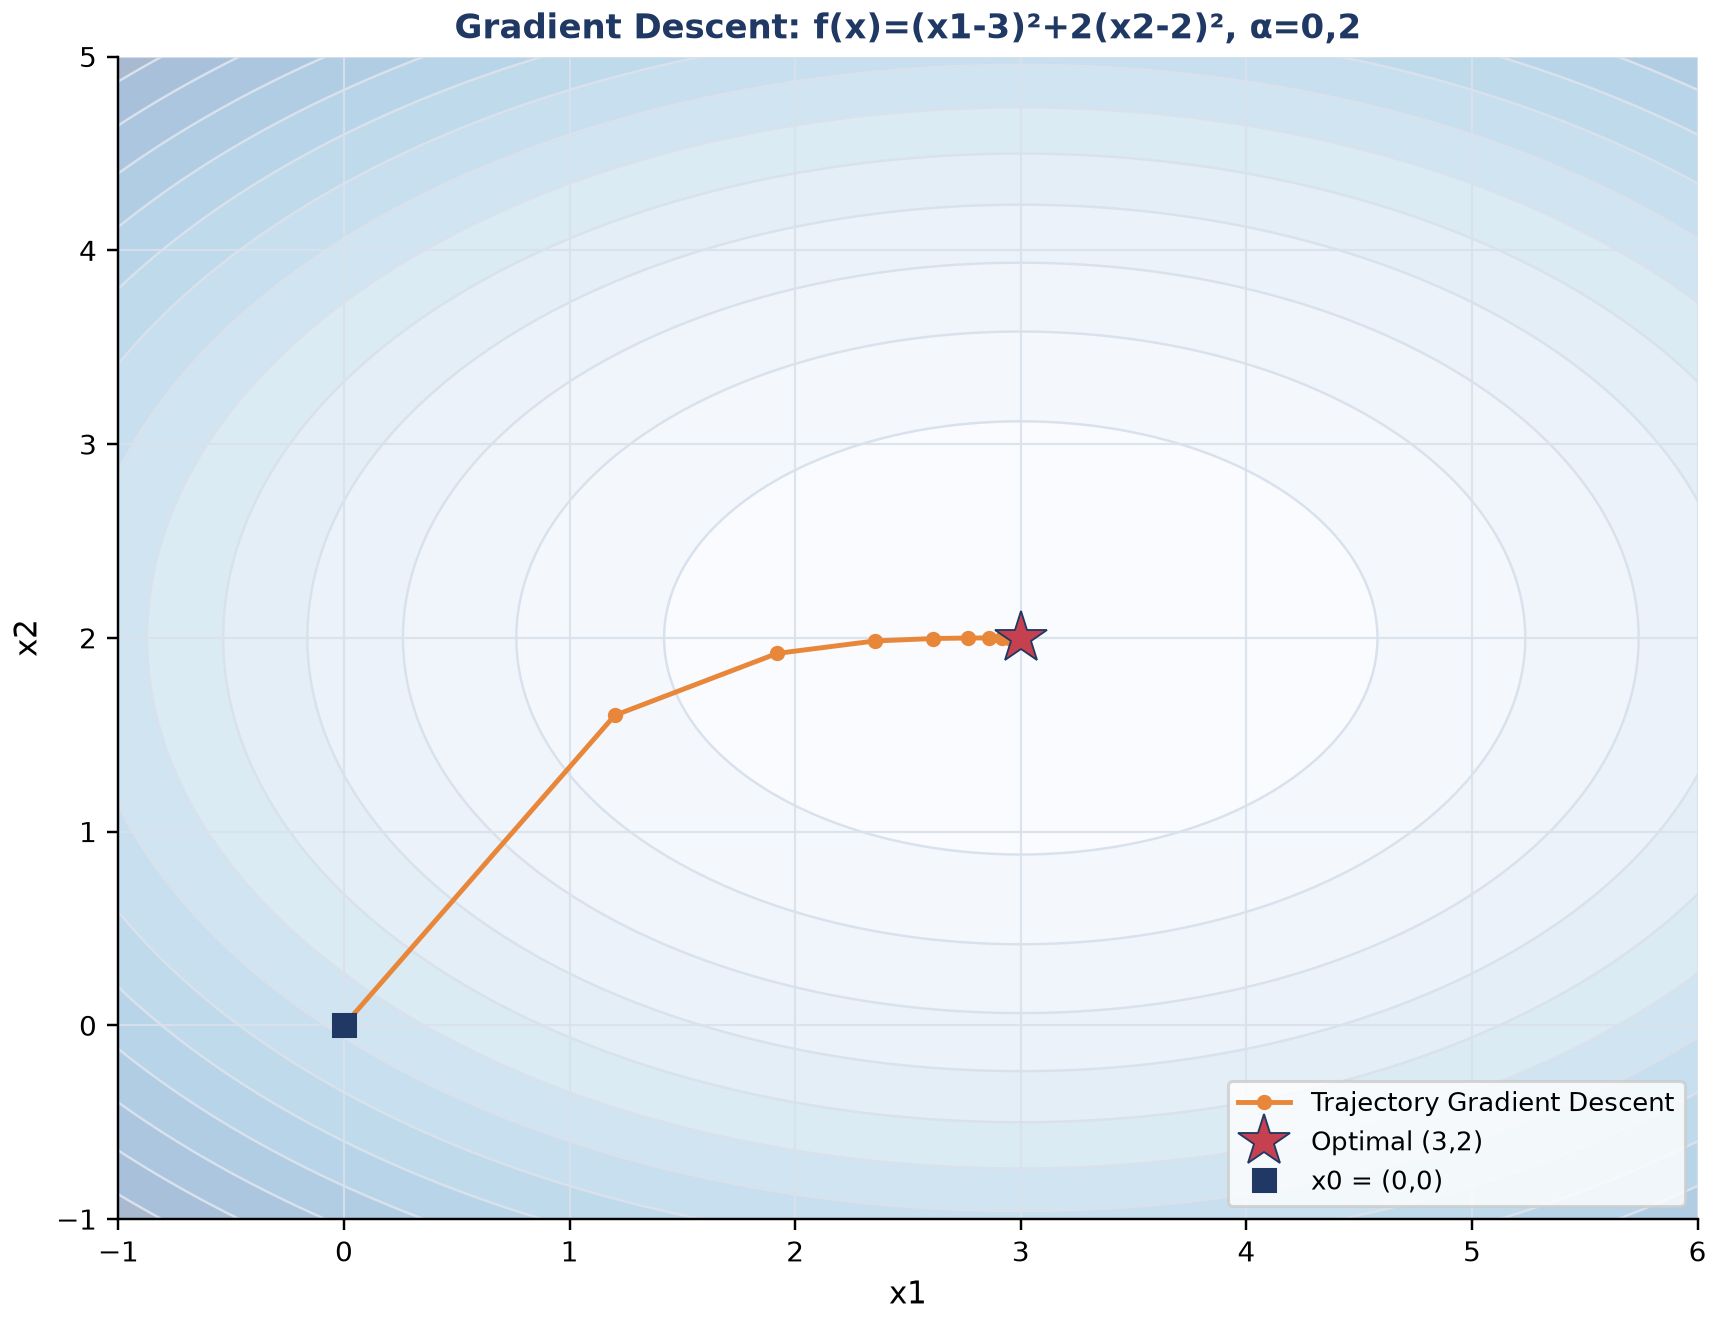 Gradient Descent: f(x)=(x1-3)²+2(x2-2)², α=0,2
5
4
3
2
1
0
−1
x2
−1 0 1 2 3 4 5 6
x1
Trajectory Gradient Descent
Optimal (3,2)
x0 = (0,0)